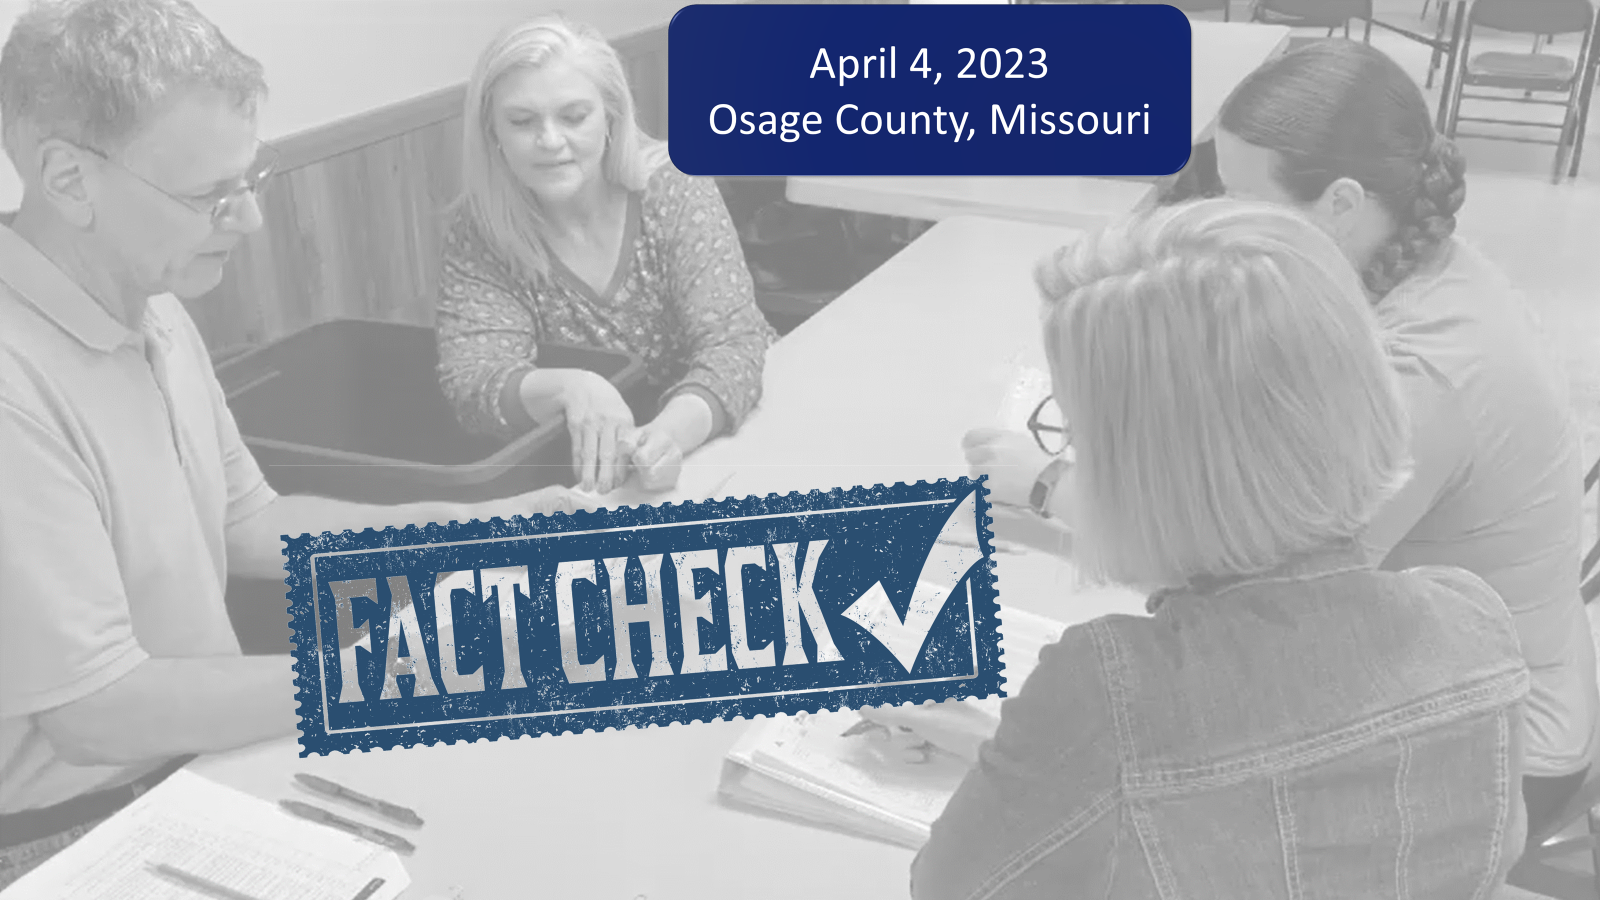 April 4, 2023
Osage County, Missouri
FACT CHECK